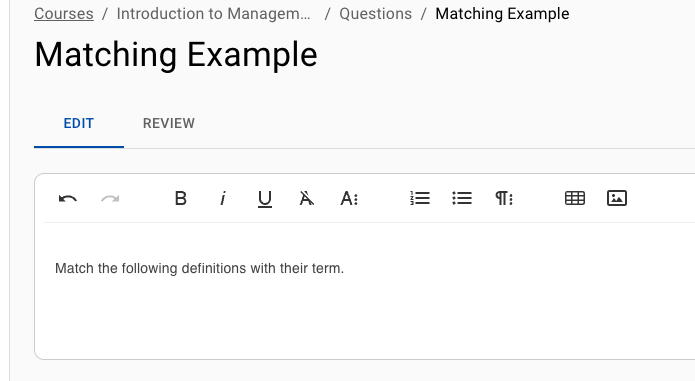 Courses / Introduction to Managem... / Questions / Matching Example
Matching Example
EDIT REVIEW
B i U A A
Match the following definitions with their term.